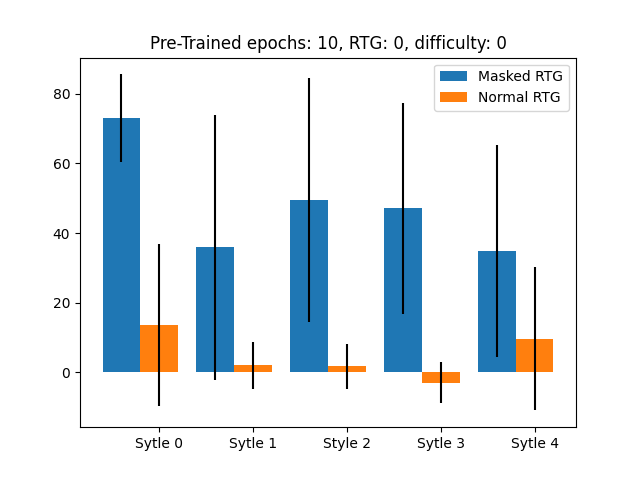 Pre-Trained epochs: 10, RTG: 0, difficulty: 0
Masked RTG
Normal RTG
80
60
40
20
0
Sytle 0
Sytle 1
Style 2
Sytle 3
Sytle 4